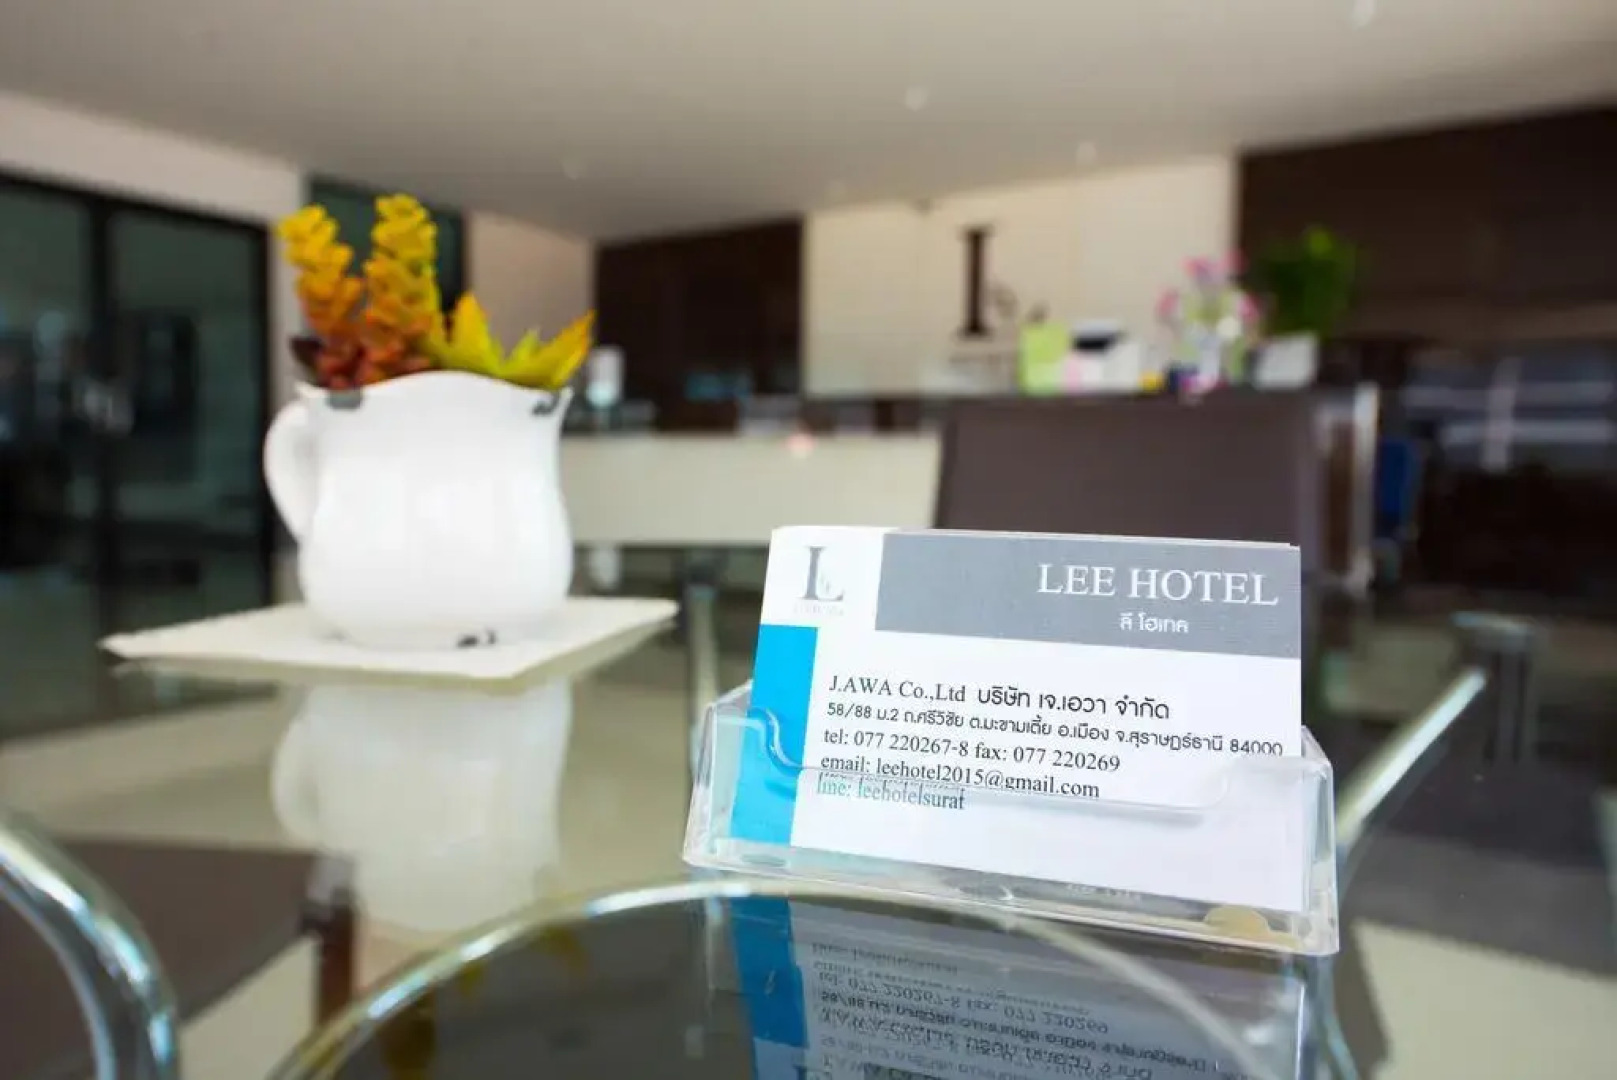 L
LEE HOTEL
ลี โฮเทล
J.AWA Co.,Ltd บริษัท เจ.เอวา จำกัด
58/88 ม.2 ถ.ศรีวิชัย ต.มะขามเตี้ย อ.เมือง จ.สุราษฎร์ธานี 84000
tel: 077 220267-8 fax: 077 220269
email: leehotel2015@gmail.com
line: leehotelsurat